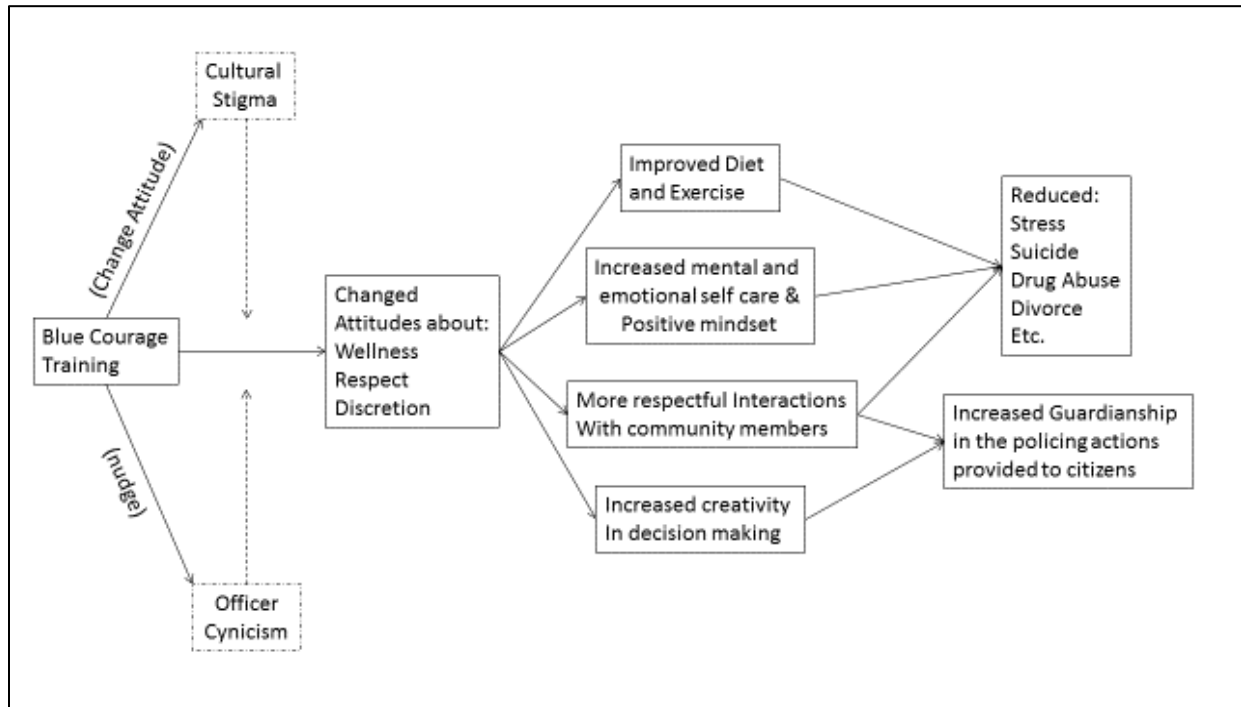 Cultural
Stigma
(Change Attitude)
Blue Courage
Training
(nudge)
Officer
Cynicism
Changed
Attitudes about:
Wellness
Respect
Discretion
Improved Diet
and Exercise
Increased mental and
emotional self care &
Positive mindset
More respectful Interactions
With community members
Increased creativity
In decision making
Reduced:
Stress
Suicide
Drug Abuse
Divorce
Etc.
Increased Guardianship
in the policing actions
provided to citizens